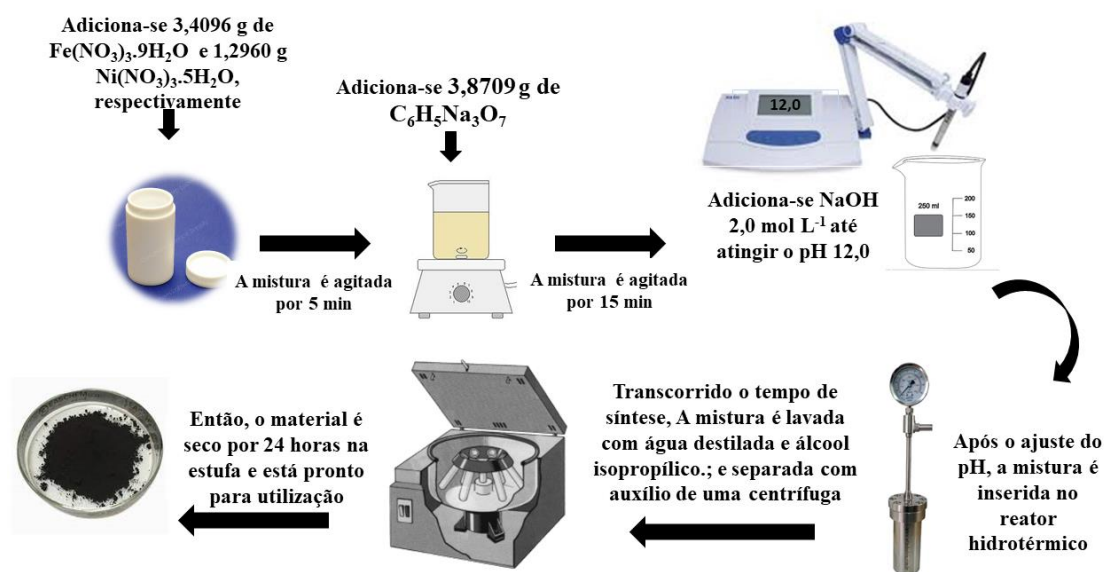 Adiciona-se 3,4096 g de
Fe(NO₃)₃.9H₂O e 1,2960 g
Ni(NO₃)₃.5H₂O,
respectivamente
Adiciona-se 3,8709 g de
C₆H₅Na₃O₇
12,0
A mistura é agitada
por 5 min
A mistura é agitada
por 15 min
Adiciona-se NaOH
2,0 mol L⁻¹ até
atingir o pH 12,0
250 ml
200
150
100
50
Após o ajuste do
pH, a mistura é
inserida no
reator
hidrotérmico
Transcorrido o tempo de
síntese, A mistura é lavada
com água destilada e álcool
isopropílico.; e separada com
auxílio de uma centrífuga
Então, o material é
seco por 24 horas na
estufa e está pronto
para utilização